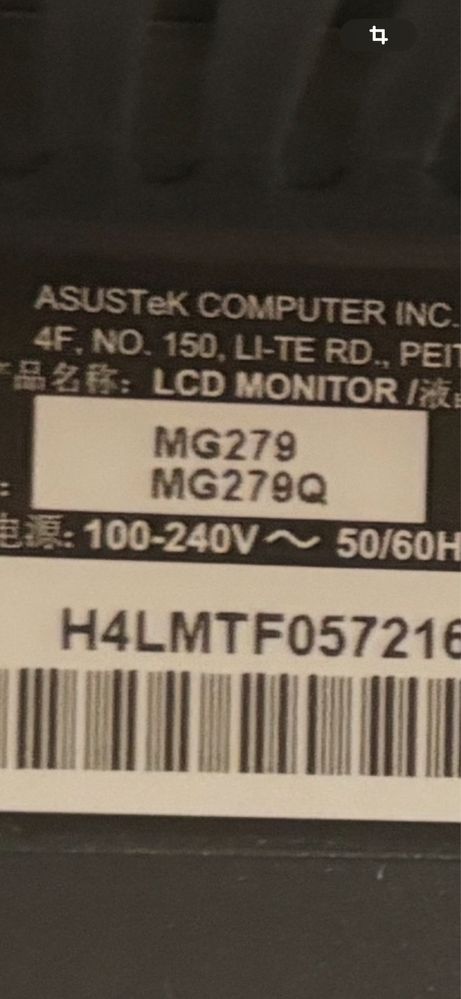 ASUSTeK COMPUTER INC.
4F, NO. 150, LI-TE RD., PEIT
品名称: LCD MONITOR /液
MG279
MG279Q
电源: 100-240V～ 50/60H
H4LMTF057216